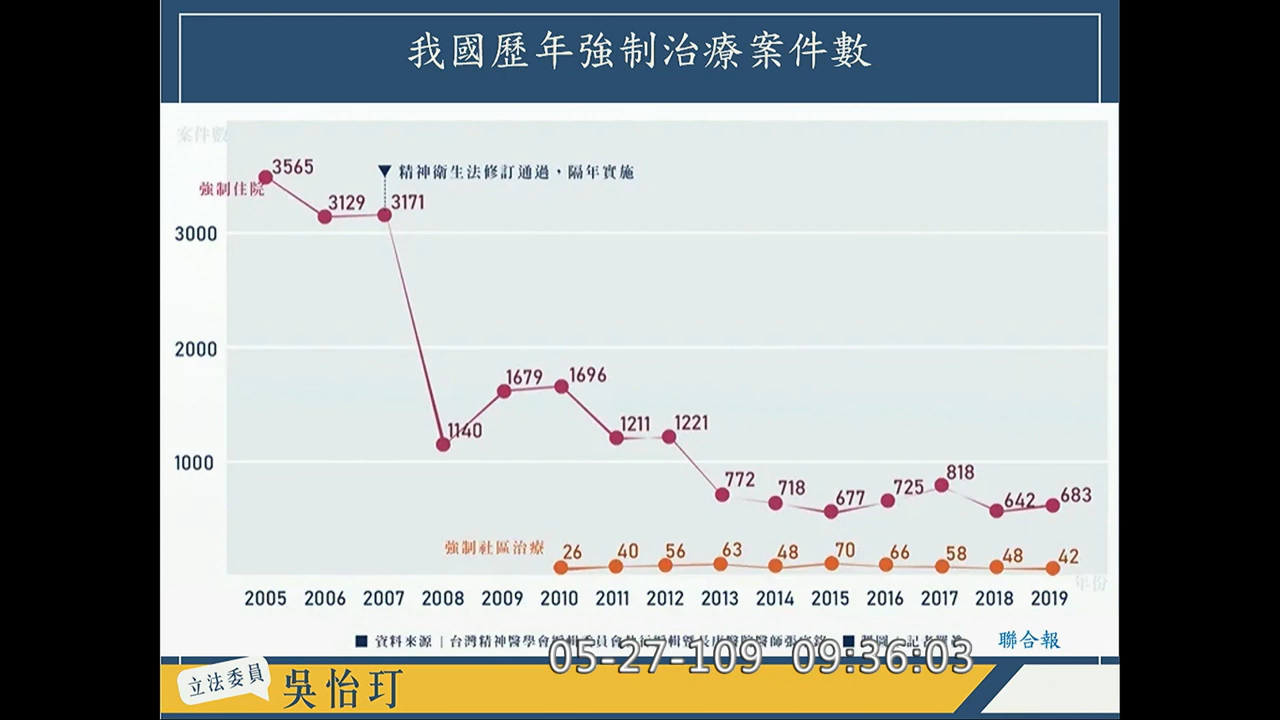 我國歷年強制治療案件數
案件數
3565
強制住院
▼精神衛生法修訂通過、隔年實施
3129
3171
3000
2000
1679
1696
1140
1211
1221
1000
772
718
677
725
818
642
683
強制社區治療
26
40
56
63
48
70
66
58
48
42
年份
2005 2006 2007 2008 2009 2010 2011 2012 2013 2014 2015 2016 2017 2018 2019
■ 資料來源 | 台灣精神醫學會
聯合報
05-27-109 09:36:03
立法委員
吳怡玎